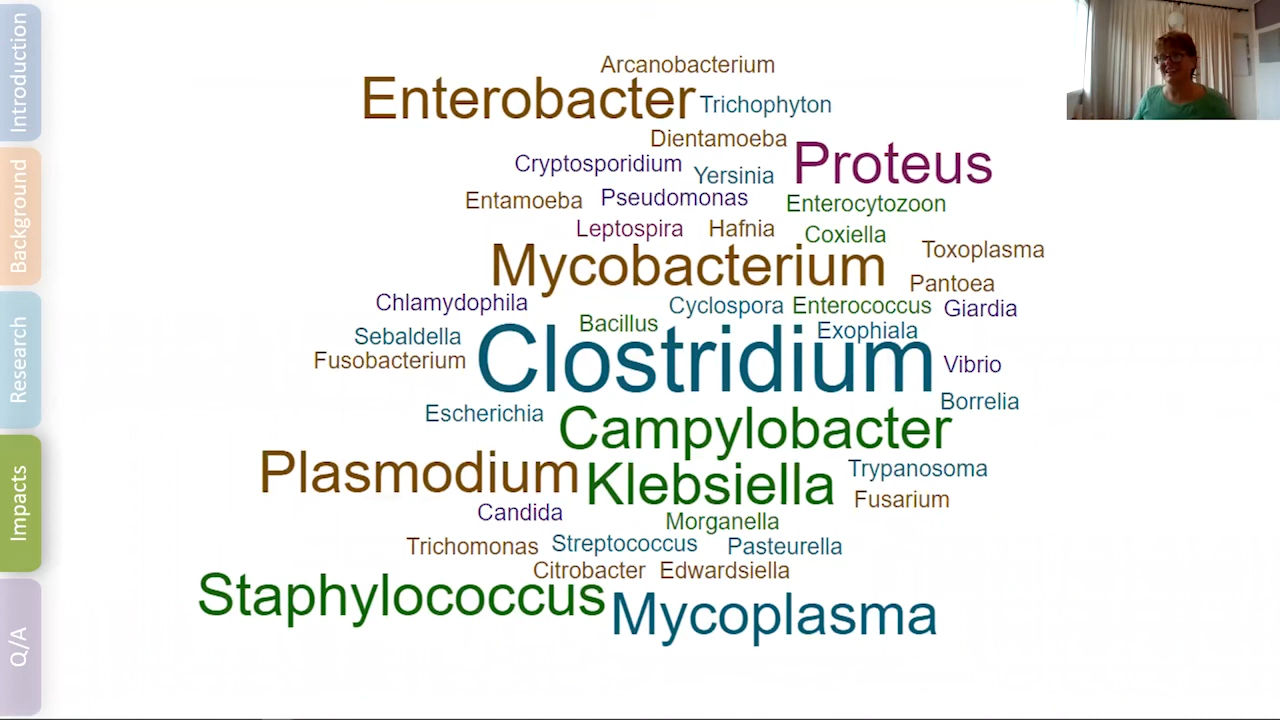 Introduction
Background
Research
Impacts
Q/A
Arcanobacterium
Enterobacter Trichophyton
Dientamoeba
Cryptosporidium Yersinia Proteus
Entamoeba Pseudomonas Enterocytozoon
Leptospira Hafnia Coxiella
Mycobacterium Toxoplasma
Pantoea
Chlamydophila Cyclospora Enterococcus Giardia
Sebaldella Bacillus Exophiala
Fusobacterium Clostridium Vibrio
Borrelia
Escherichia Campylobacter
Plasmodium Klebsiella Trypanosoma
Fusarium
Candida Morganella
Trichomonas Streptococcus Pasteurella
Citrobacter Edwardsiella
Staphylococcus Mycoplasma